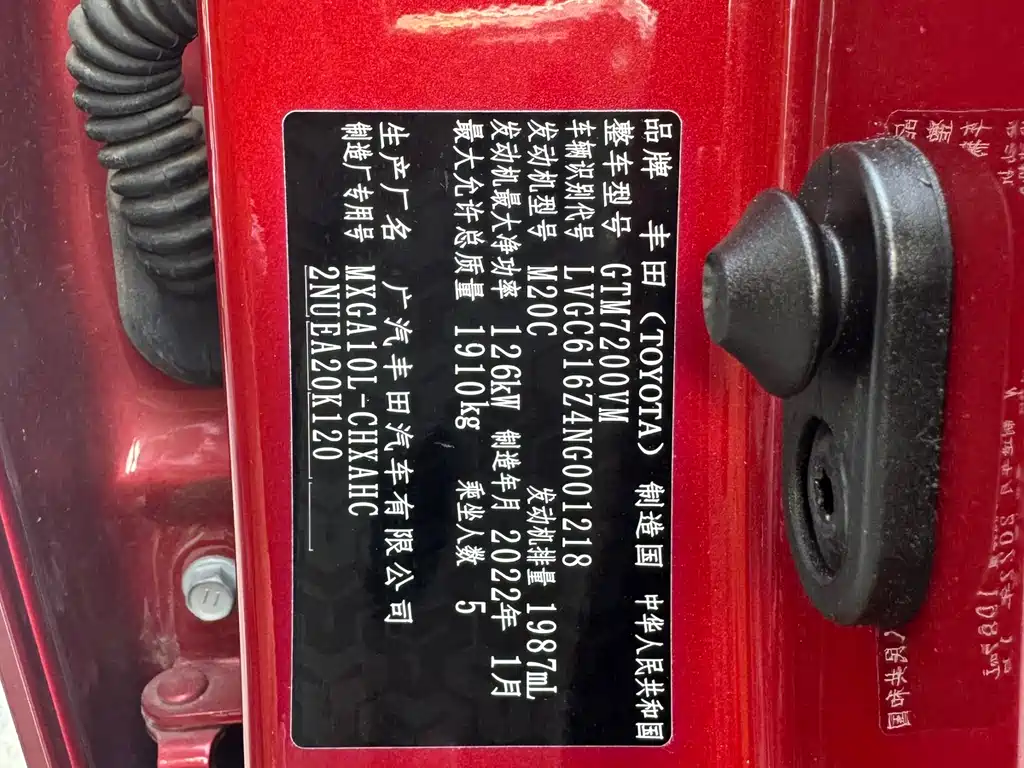 品牌 丰田（TOYOTA） 制造国 中华人民共和国
整车型号 GTM7200VM
车辆识别代号 LVGC616Z4NG001218
发动机型号 M20C 发动机排量 1987mL
发动机最大净功率 126kW 制造年月 2022年 1月
最大允许总质量 1910kg 乘坐人数 5
生产厂名 广汽丰田汽车有限公司
制造厂专用号 MXGA10L-CHXAHC
2NUEA20K120